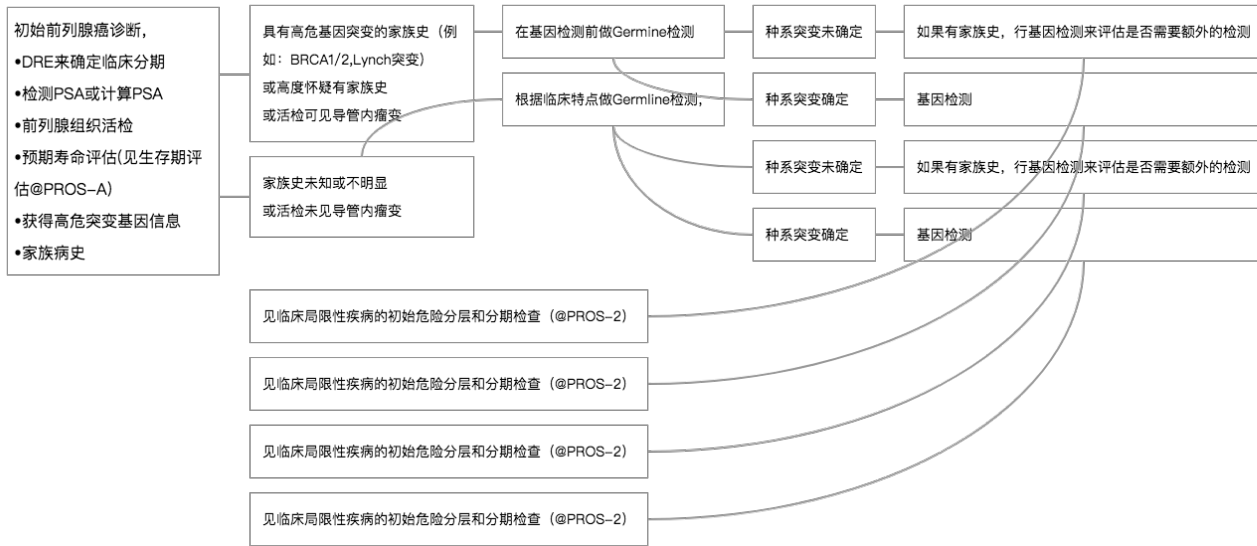 初始前列腺癌诊断,
•DRE来确定临床分期
•检测PSA或计算PSA
•前列腺组织活检
•预期寿命评估(见生存期评
估@PROS-A)
•获得高危突变基因信息
•家族病史
具有高危基因突变的家族史（例
如：BRCA1/2,Lynch突变）
或高度怀疑有家族史
或活检可见导管内瘤变
家族史未知或不明显
或活检未见导管内瘤变
在基因检测前做Germine检测
根据临床特点做Germline检测,
种系突变未确定
如果有家族史，行基因检测来评估是否需要额外的检测
种系突变确定
基因检测
种系突变未确定
如果有家族史，行基因检测来评估是否需要额外的检测
种系突变确定
基因检测
见临床局限性疾病的初始危险分层和分期检查（@PROS-2）
见临床局限性疾病的初始危险分层和分期检查（@PROS-2）
见临床局限性疾病的初始危险分层和分期检查（@PROS-2）
见临床局限性疾病的初始危险分层和分期检查（@PROS-2）